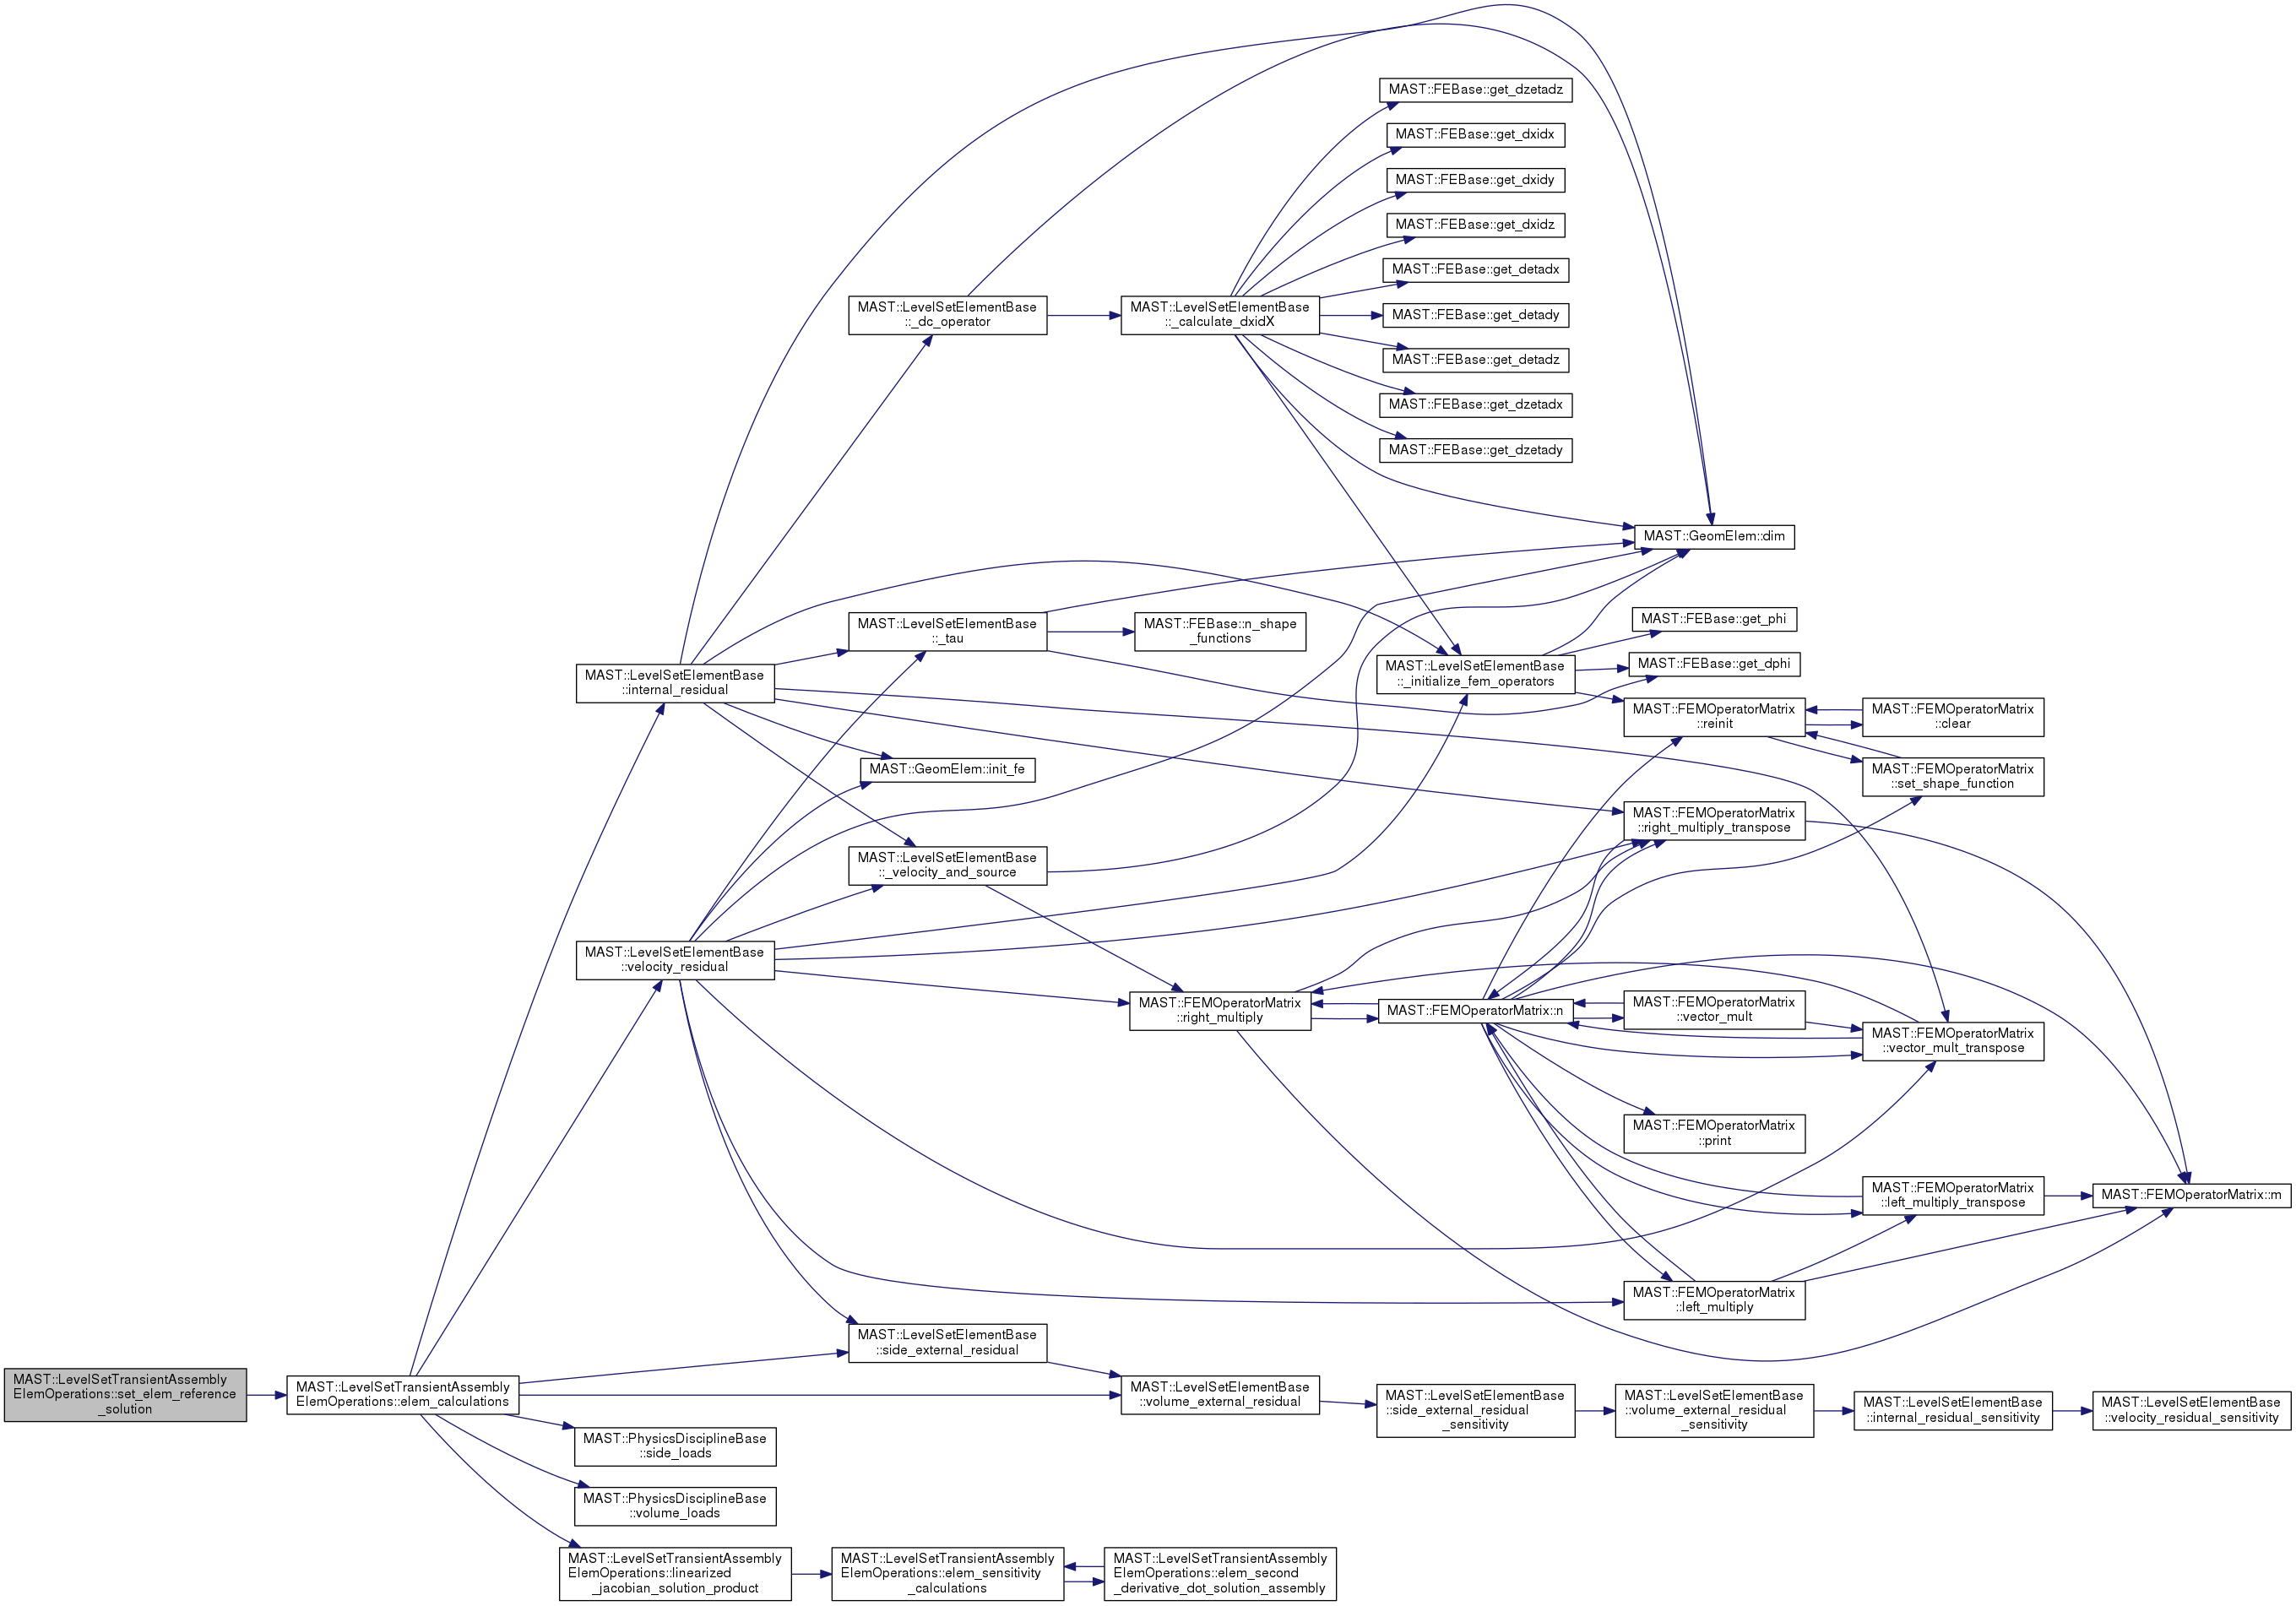 MAST::FEBase::get_dzetadz
MAST::FEBase::get_dxidx
MAST::FEBase::get_dxidy
MAST::FEBase::get_dxidz
MAST::FEBase::get_detadx
MAST::LevelSetElementBase
::_dc_operator
MAST::LevelSetElementBase
::_calculate_dxidX
MAST::FEBase::get_detady
MAST::FEBase::get_detadz
MAST::FEBase::get_dzetadx
MAST::FEBase::get_dzetady
MAST::GeomElem::dim
MAST::FEBase::get_phi
MAST::LevelSetElementBase
::_tau
MAST::FEBase::n_shape
_functions
MAST::FEBase::get_dphi
MAST::LevelSetElementBase
::internal_residual
MAST::LevelSetElementBase
::_initialize_fem_operators
MAST::FEMOperatorMatrix
::reinit
MAST::FEMOperatorMatrix
::clear
MAST::GeomElem::init_fe
MAST::FEMOperatorMatrix
::set_shape_function
MAST::FEMOperatorMatrix
::right_multiply_transpose
MAST::LevelSetElementBase
::_velocity_and_source
MAST::LevelSetElementBase
::velocity_residual
MAST::FEMOperatorMatrix
::right_multiply
MAST::FEMOperatorMatrix::n
MAST::FEMOperatorMatrix
::vector_mult
MAST::FEMOperatorMatrix
::vector_mult_transpose
MAST::FEMOperatorMatrix
::print
MAST::FEMOperatorMatrix
::left_multiply_transpose
MAST::FEMOperatorMatrix::m
MAST::FEMOperatorMatrix
::left_multiply
MAST::LevelSetElementBase
::side_external_residual
MAST::LevelSetTransientAssembly
ElemOperations::set_elem_reference
_solution
MAST::LevelSetTransientAssembly
ElemOperations::elem_calculations
MAST::LevelSetElementBase
::volume_external_residual
MAST::LevelSetElementBase
::side_external_residual
_sensitivity
MAST::LevelSetElementBase
::volume_external_residual
_sensitivity
MAST::LevelSetElementBase
::internal_residual_sensitivity
MAST::LevelSetElementBase
::velocity_residual_sensitivity
MAST::PhysicsDisciplineBase
::side_loads
MAST::PhysicsDisciplineBase
::volume_loads
MAST::LevelSetTransientAssembly
ElemOperations::linearized
_jacobian_solution_product
MAST::LevelSetTransientAssembly
ElemOperations::elem_sensitivity
_calculations
MAST::LevelSetTransientAssembly
ElemOperations::elem_second
_derivative_dot_solution_assembly